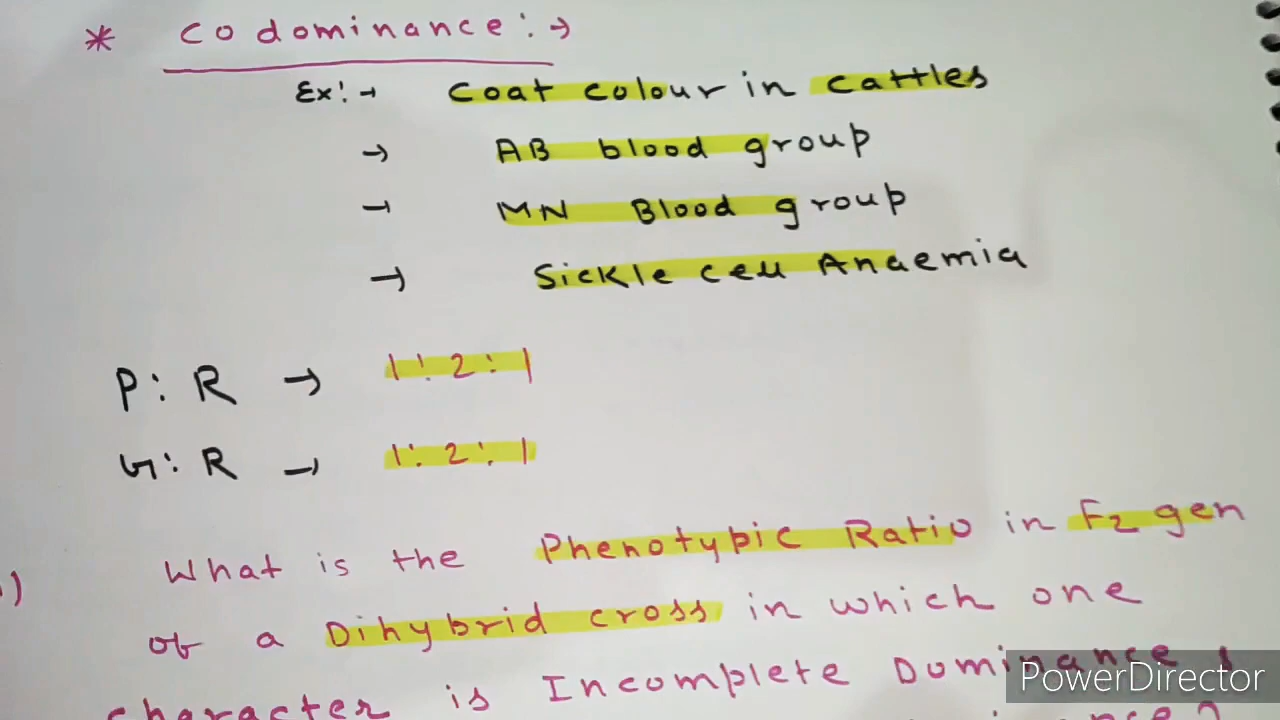 * Codominance:→
Ex:→ Coat colour in Cattles
→ AB blood group
→ MN Blood group
→ Sickle cell Anaemia
P: R → 1:2:1
G: R → 1:2:1
What is the Phenotypic Ratio in F2 gen
of a Dihybrid cross in which one
character is Incomplete Dominance &
PowerDirector